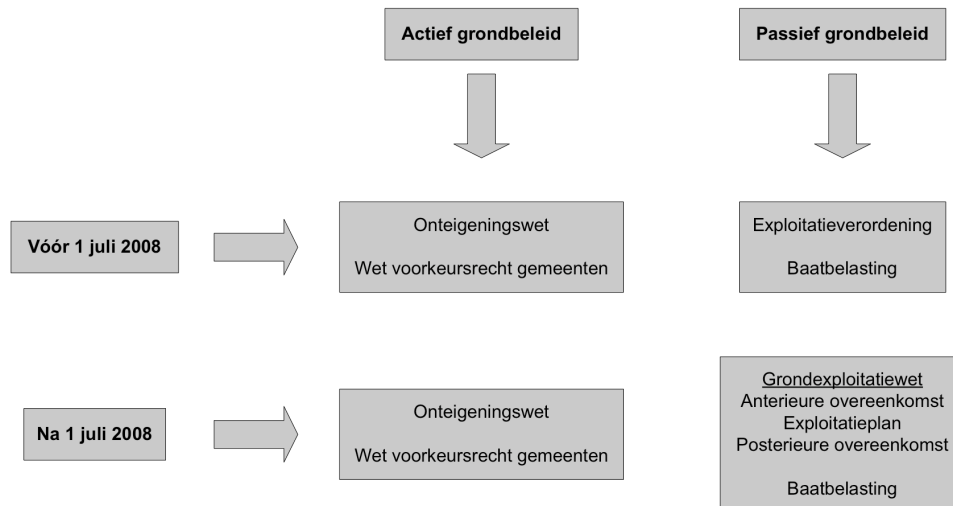 Actief grondbeleid
Passief grondbeleid
Vóór 1 juli 2008
Onteigeningswet
Wet voorkeursrecht gemeenten
Exploitatieverordening
Baatbelasting
Na 1 juli 2008
Onteigeningswet
Wet voorkeursrecht gemeenten
Grondexploitatiewet
Anterieure overeenkomst
Exploitatieplan
Posterieure overeenkomst
Baatbelasting